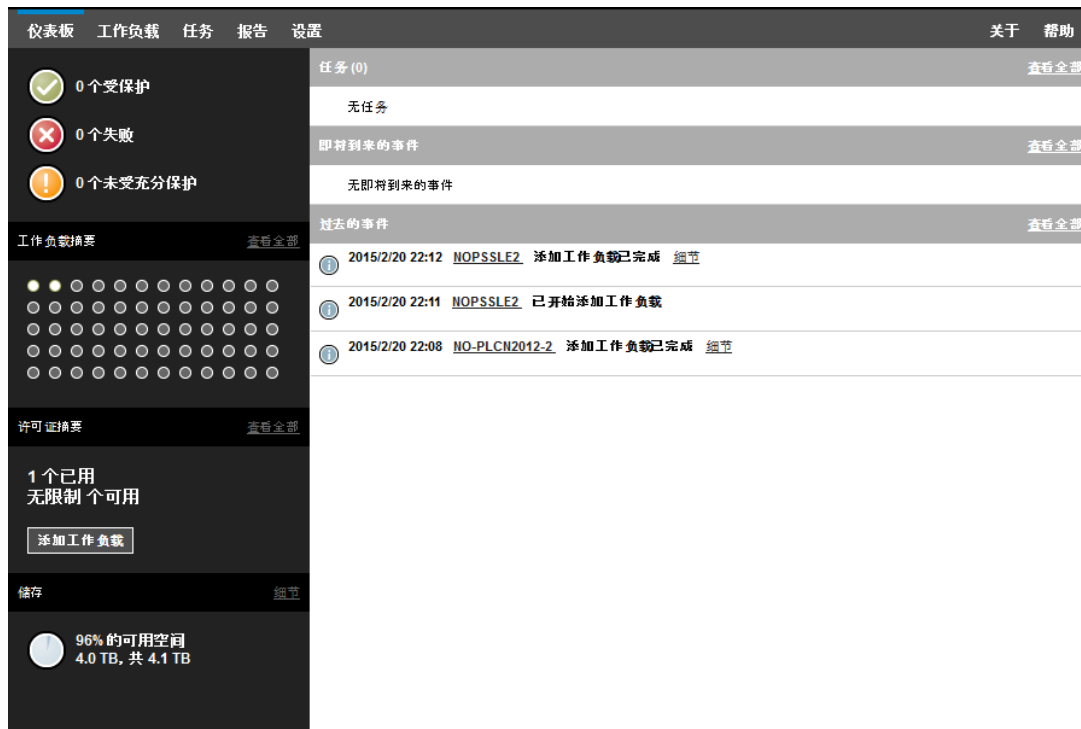 仪表板 工作负载 任务 报告 设置 关于 帮助
0 个受保护
0 个失败
0 个未受充分保护
工作负载摘要 查看全部
许可证摘要 查看全部
1 个已用
无限制 个可用
添加工作负载
储存 细节
96% 的可用空间
4.0 TB, 共 4.1 TB
任务 (0) 查看全部
无任务
即将到来的事件 查看全部
无即将到来的事件
过去的事件 查看全部
2015/2/20 22:12 NOPSSLE2 添加工作负载已完成 细节
2015/2/20 22:11 NOPSSLE2 已开始添加工作负载
2015/2/20 22:08 NO-PLCN2012-2 添加工作负载已完成 细节